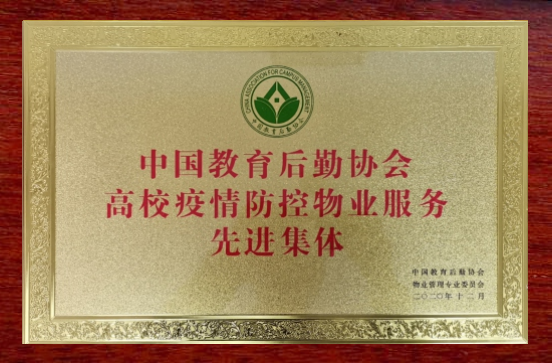 CHINA ASSOCIATION FOR CAMPUS MANAGEMENT
中国教育后勤协会
中国教育后勤协会
高校疫情防控物业服务
先进集体
中国教育后勤协会
物业管理专业委员会
二〇二〇年十二月